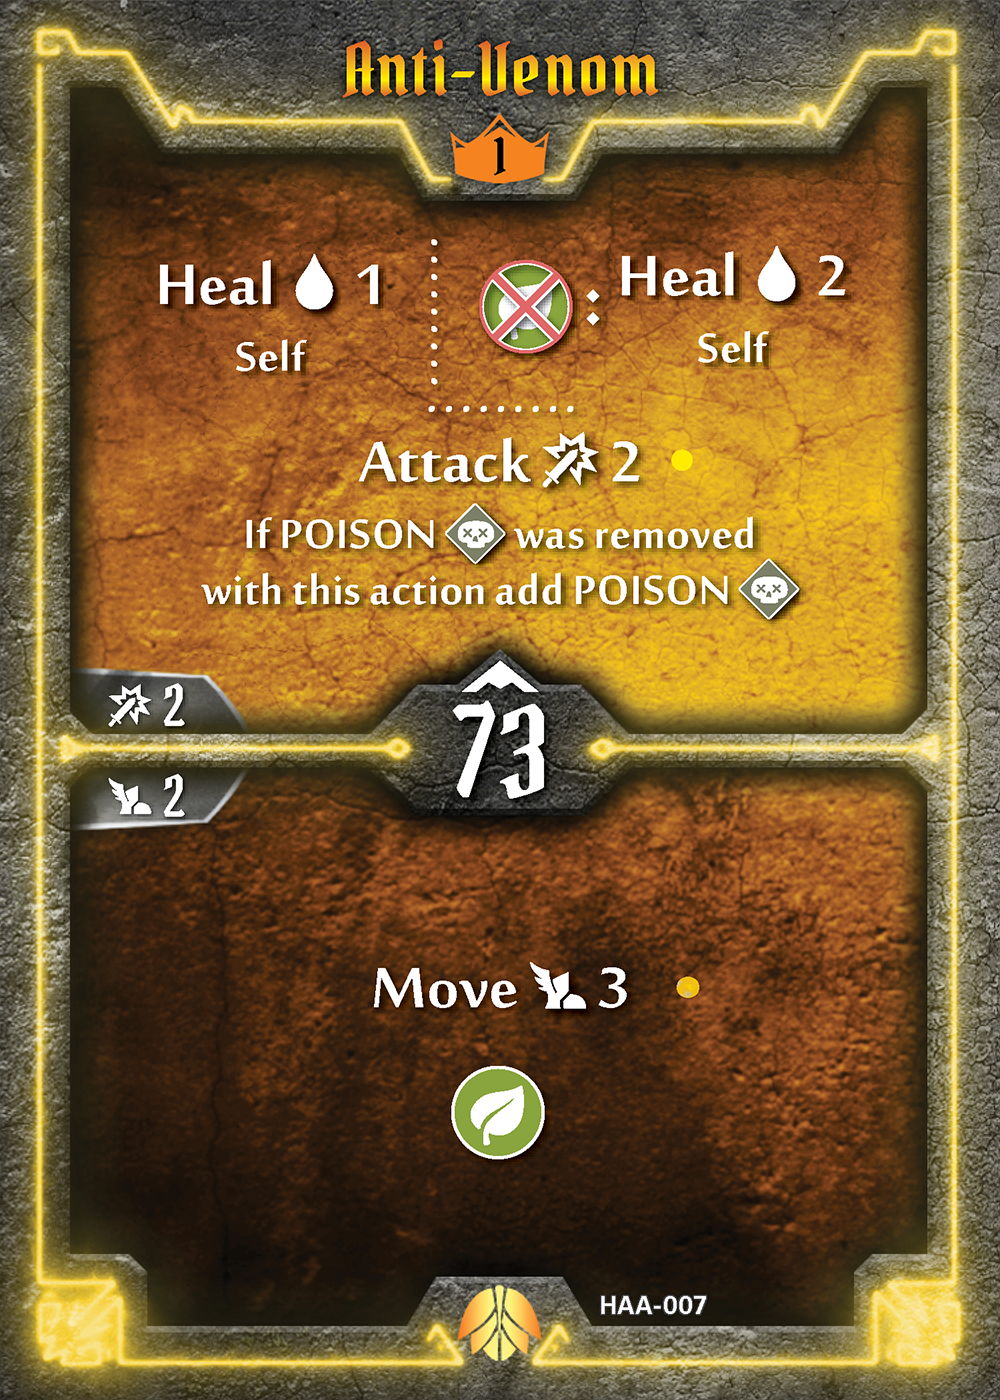 Anti-Venom
1
Heal 1
Self
: Heal 2
Self
Attack 2
If POISON was removed
with this action add POISON
2
73
2
Move 3
HAA-007